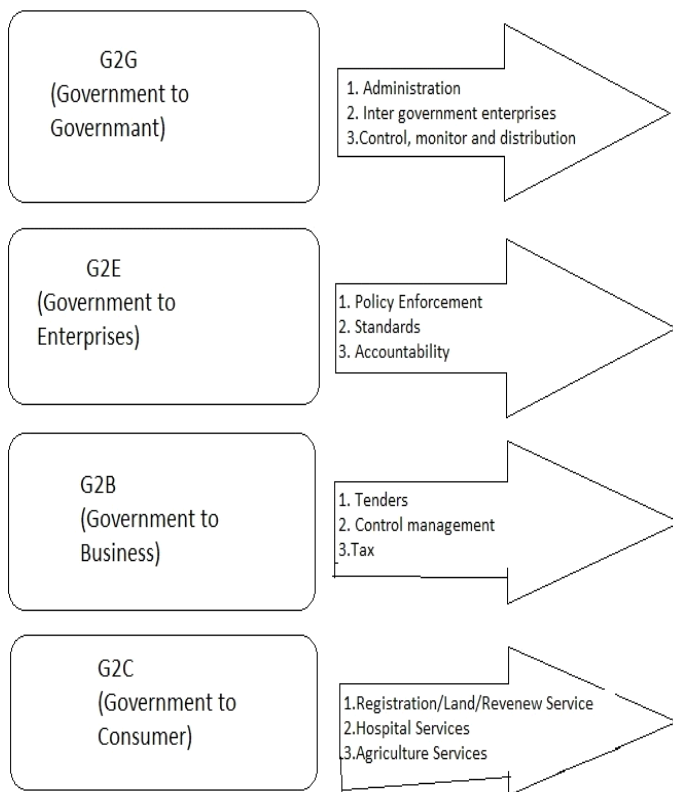 G2G
(Government to
Governmant)
1. Administration
2. Inter government enterprises
3.Control, monitor and distribution
G2E
(Government to
Enterprises)
1. Policy Enforcement
2. Standards
3. Accountability
G2B
(Government to
Business)
1. Tenders
2. Control management
3.Tax
G2C
(Government to
Consumer)
1.Registration/Land/Revenew Service
2.Hospital Services
3.Agriculture Services